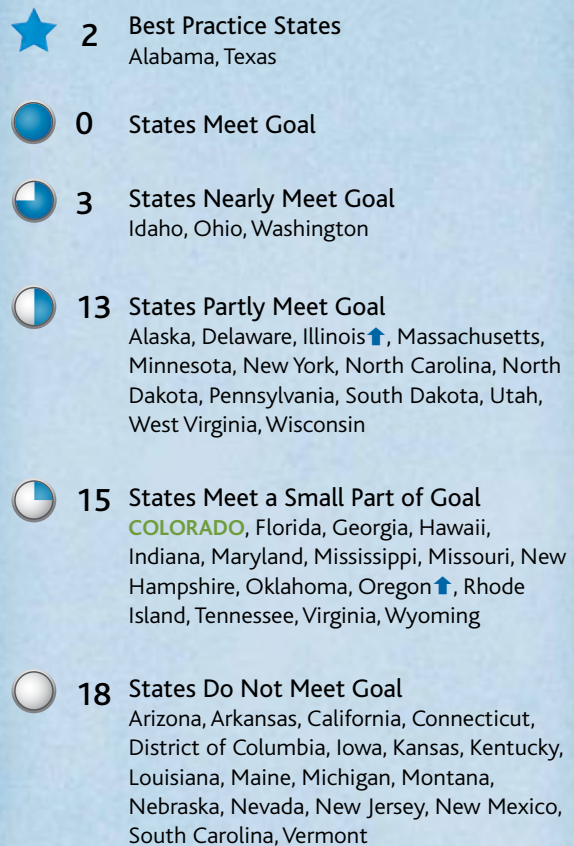 2 Best Practice States
Alabama, Texas
0 States Meet Goal
3 States Nearly Meet Goal
Idaho, Ohio, Washington
13 States Partly Meet Goal
Alaska, Delaware, Illinois⬆, Massachusetts,
Minnesota, New York, North Carolina, North
Dakota, Pennsylvania, South Dakota, Utah,
West Virginia, Wisconsin
15 States Meet a Small Part of Goal
COLORADO, Florida, Georgia, Hawaii,
Indiana, Maryland, Mississippi, Missouri, New
Hampshire, Oklahoma, Oregon⬆, Rhode
Island, Tennessee, Virginia, Wyoming
18 States Do Not Meet Goal
Arizona, Arkansas, California, Connecticut,
District of Columbia, Iowa, Kansas, Kentucky,
Louisiana, Maine, Michigan, Montana,
Nebraska, Nevada, New Jersey, New Mexico,
South Carolina, Vermont